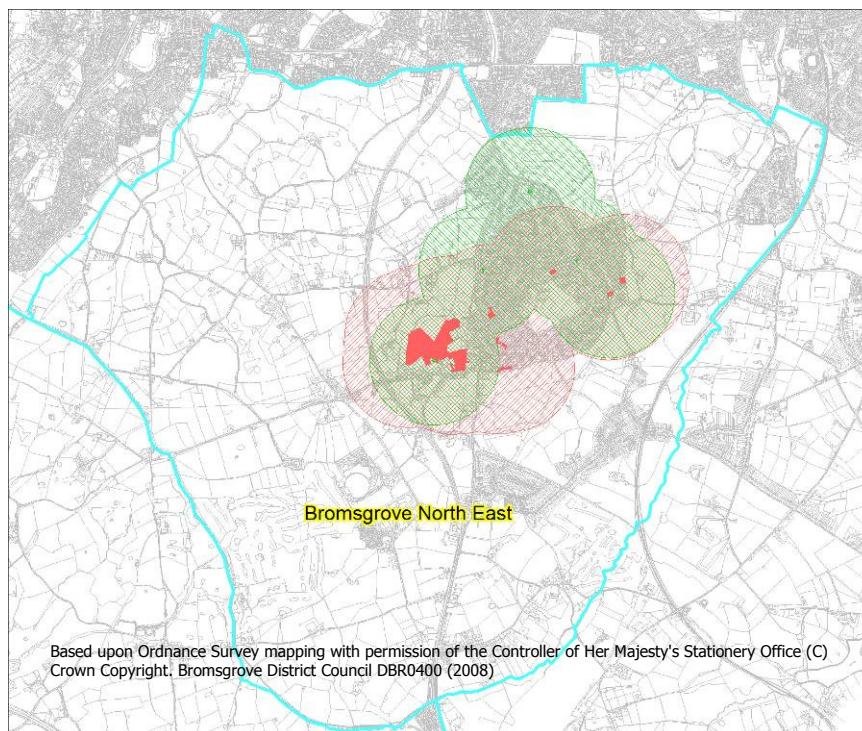 Bromsgrove North East
Based upon Ordnance Survey mapping with permission of the Controller of Her Majesty's Stationery Office (C)
Crown Copyright. Bromsgrove District Council DBR0400 (2008)